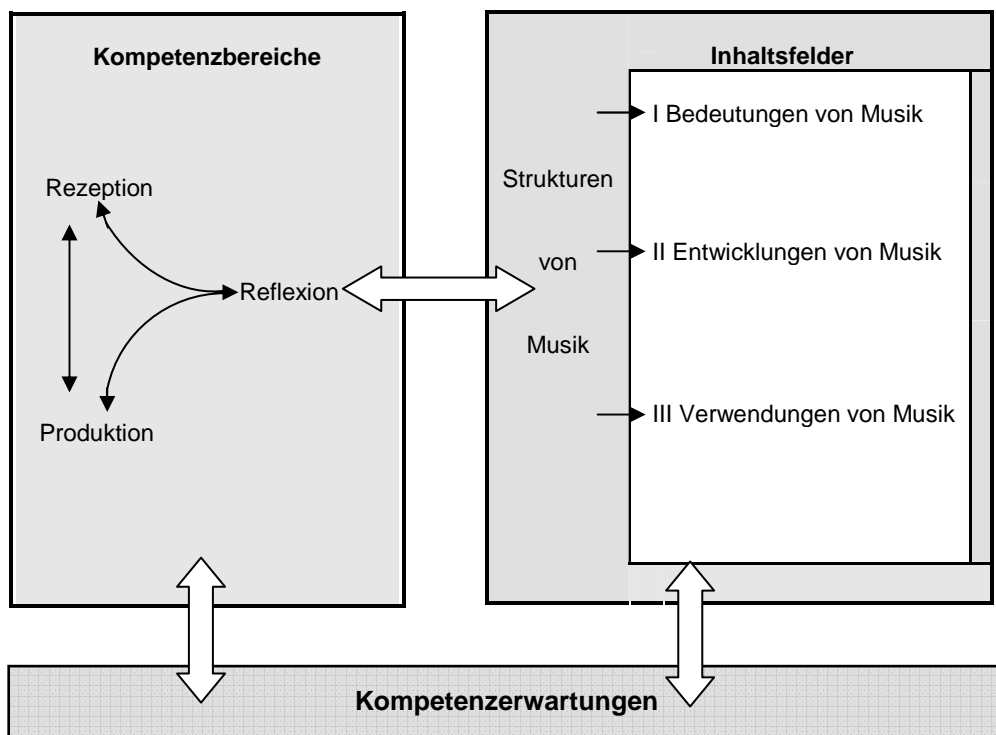 Kompetenzbereiche
Rezeption
Reflexion
Produktion
Inhaltsfelder
Strukturen
von
Musik
I Bedeutungen von Musik
II Entwicklungen von Musik
III Verwendungen von Musik
Kompetenzerwartungen